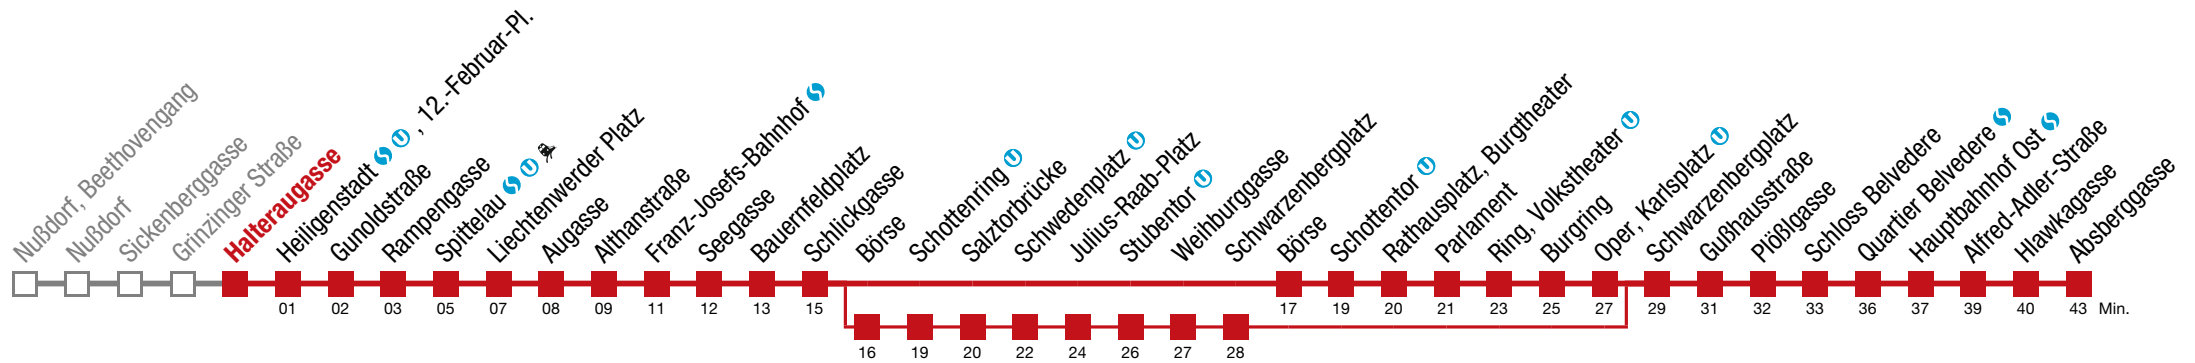 Nußdorf, Beethovengang
Nußdorf
Sickenberggasse
Grinzinger Straße
Halteraugasse
Heiligenstadt S U , 12.-Februar-Pl.
Gunoldstraße
Rampengasse
Spittelau S U
Liechtenwerder Platz
Augasse
Althanstraße
Franz-Josefs-Bahnhof S
Seegasse
Bauernfeldplatz
Schlickgasse
Börse
Schottenring U
Salztorbrücke
Schwedenplatz U
Julius-Raab-Platz
Stubentor U
Weihburggasse
Schwarzenbergplatz
Börse
Schottentor U
Rathausplatz, Burgtheater
Parlament
Ring, Volkstheater U
Burgring
Oper, Karlsplatz U
Schwarzenbergplatz
Gußhausstraße
Plößlgasse
Schloss Belvedere
Quartier Belvedere S
Hauptbahnhof Ost S
Alfred-Adler-Straße
Hlawkagasse
Absberggasse
01 02 03 05 07 08 09 11 12 13 15 17 19 20 21 23 25 27 29 31 32 33 36 37 39 40 43 Min.
16 19 20 22 24 26 27 28